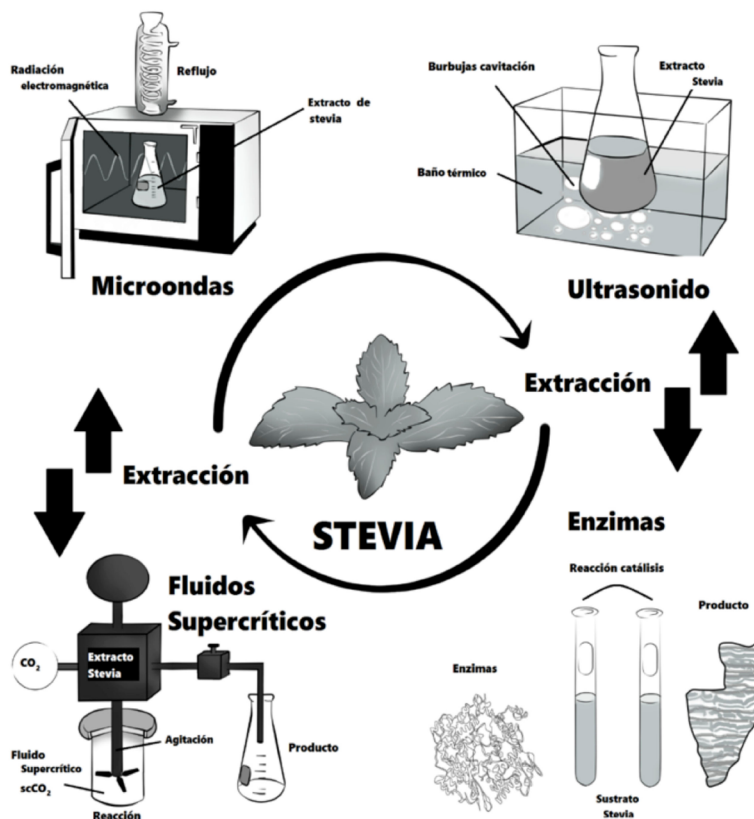 Radiación
electromagnética
Reflujo
Extracto de
stevia
Microondas
Burbujas cavitación
Extracto
Stevia
Baño térmico
Ultrasonido
Extracción
Extracción
STEVIA
Fluidos
Supercríticos
CO₂
Extracto
Stevia
Agitación
Producto
Fluido
Supercrítico
scCO₂
Reacción
Enzimas
Reacción catálisis
Producto
Enzimas
Sustrato
Stevia